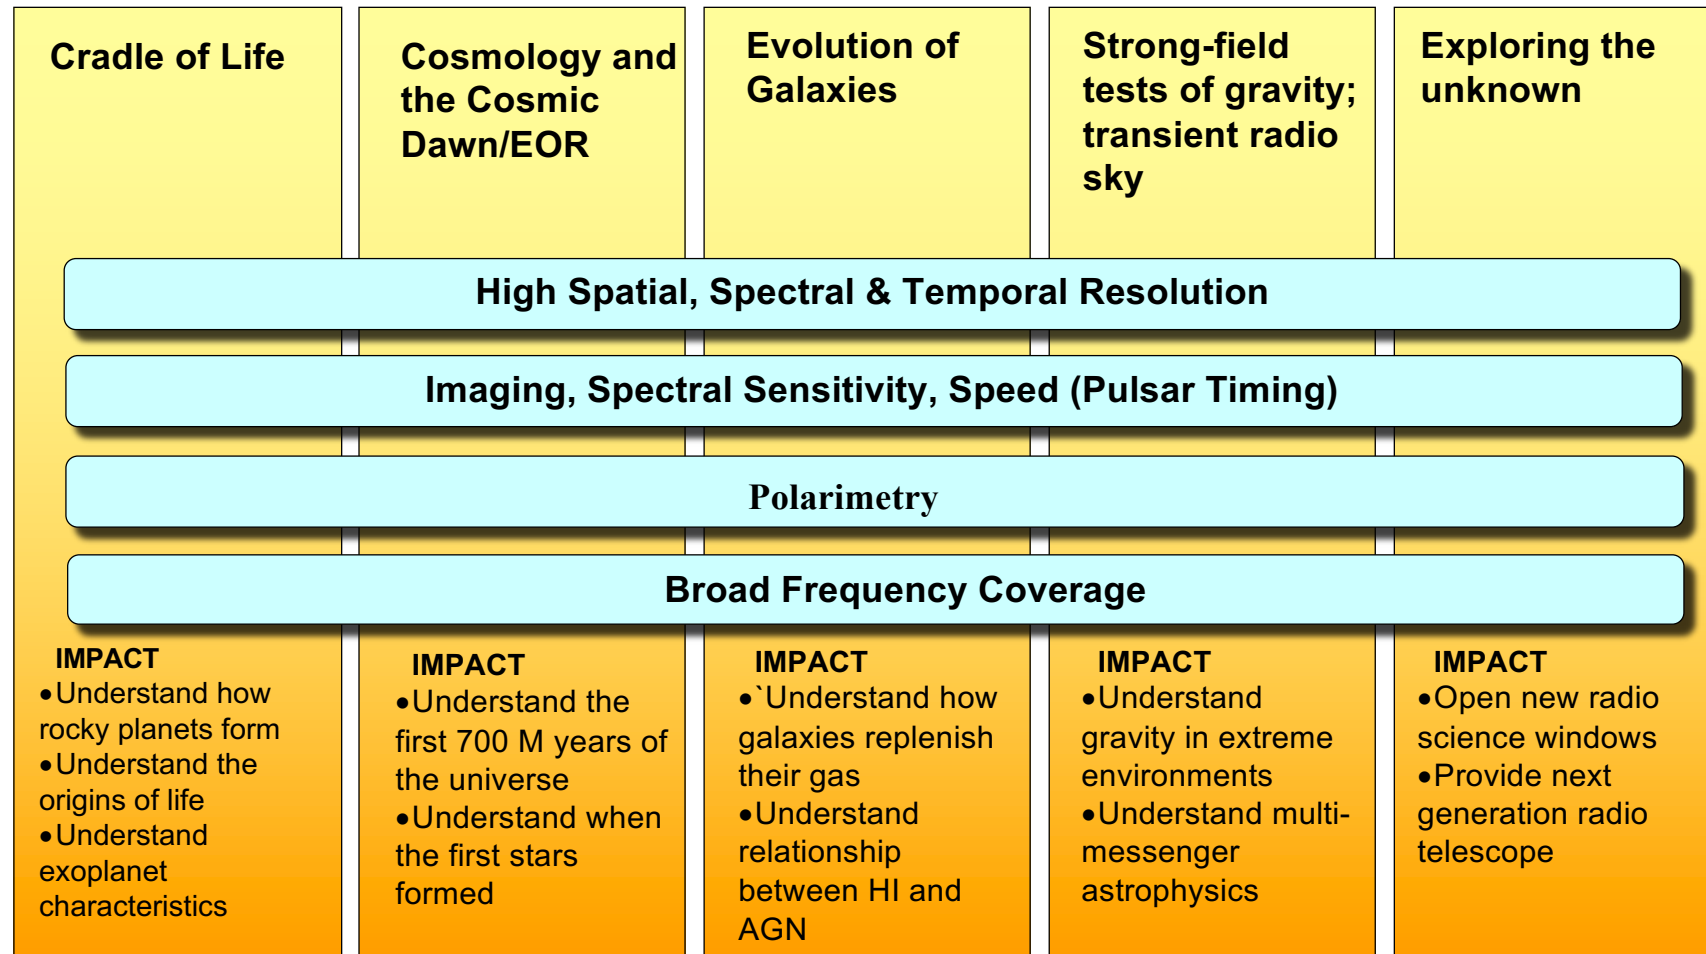 Cradle of Life
Cosmology and
the Cosmic
Dawn/EOR
Evolution of
Galaxies
Strong-field
tests of gravity;
transient radio
sky
Exploring the
unknown
High Spatial, Spectral & Temporal Resolution
Imaging, Spectral Sensitivity, Speed (Pulsar Timing)
Polarimetry
Broad Frequency Coverage
IMPACT
•Understand how
rocky planets form
•Understand the
origins of life
•Understand
exoplanet
characteristics
IMPACT
•Understand the
first 700 M years of
the universe
•Understand when
the first stars
formed
IMPACT
•`Understand how
galaxies replenish
their gas
•Understand
relationship
between HI and
AGN
IMPACT
•Understand
gravity in extreme
environments
•Understand multi-
messenger
astrophysics
IMPACT
•Open new radio
science windows
•Provide next
generation radio
telescope